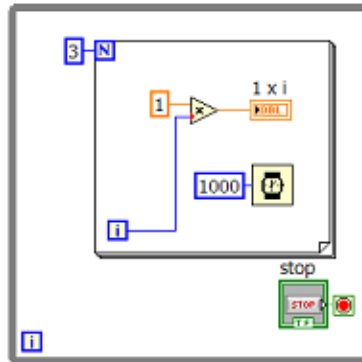 3 N
1 x i
1 x DBL
1000
i
stop
STOP
TF
i